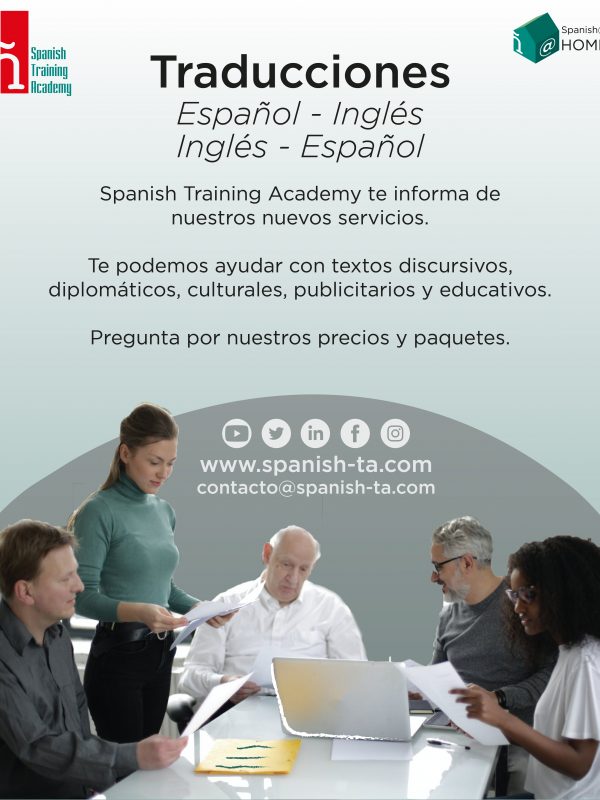 Spanish
Training
Academy
Spanish@
HOME
Traducciones
Español - Inglés
Inglés - Español
Spanish Training Academy te informa de
nuestros nuevos servicios.
Te podemos ayudar con textos discursivos,
diplomáticos, culturales, publicitarios y educativos.
Pregunta por nuestros precios y paquetes.
www.spanish-ta.com
contacto@spanish-ta.com